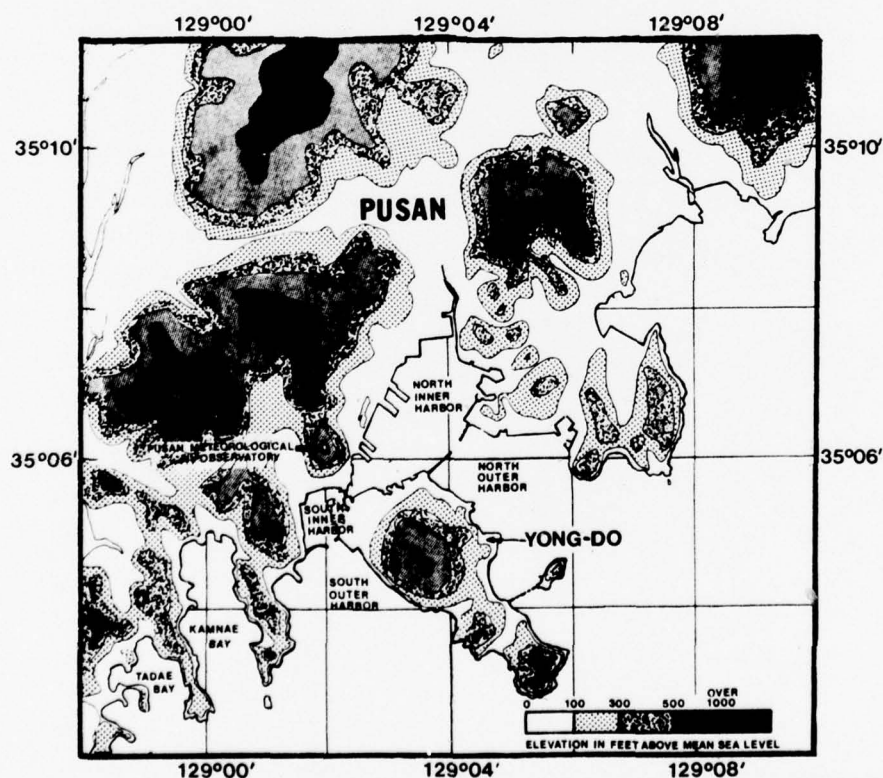 129°00′ 129°04′ 129°08′
35°10′ 35°10′
PUSAN
NORTH
INNER
HARBOR
PUSAN METEOROLOGICAL
OBSERVATORY
35°06′ 35°06′
NORTH
OUTER
HARBOR
SOUTH
INNER
HARBOR
YONG-DO
SOUTH
OUTER
HARBOR
KAMNAE
BAY
TADAE
BAY
OVER
0 100 300 500 1000
ELEVATION IN FEET ABOVE MEAN SEA LEVEL
129°00′ 129°04′ 129°08′